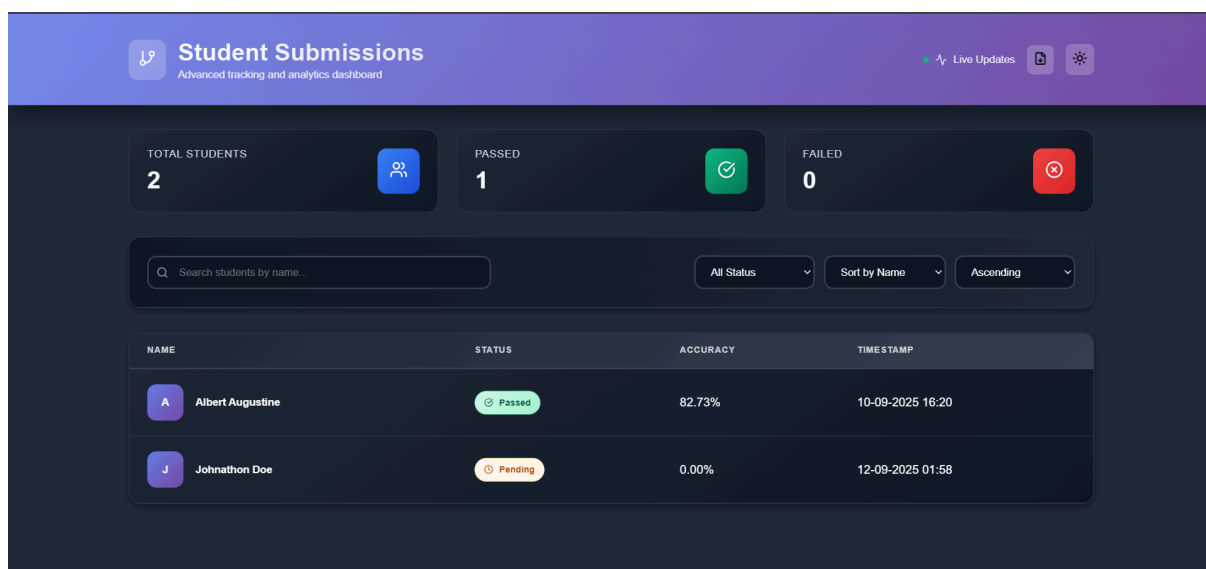 Student Submissions
Advanced tracking and analytics dashboard
Live Updates
TOTAL STUDENTS
2
PASSED
1
FAILED
0
Search students by name...
All Status
Sort by Name
Ascending
NAME STATUS ACCURACY TIMESTAMP
A Albert Augustine Passed 82.73% 10-09-2025 16:20
J Johnathon Doe Pending 0.00% 12-09-2025 01:58